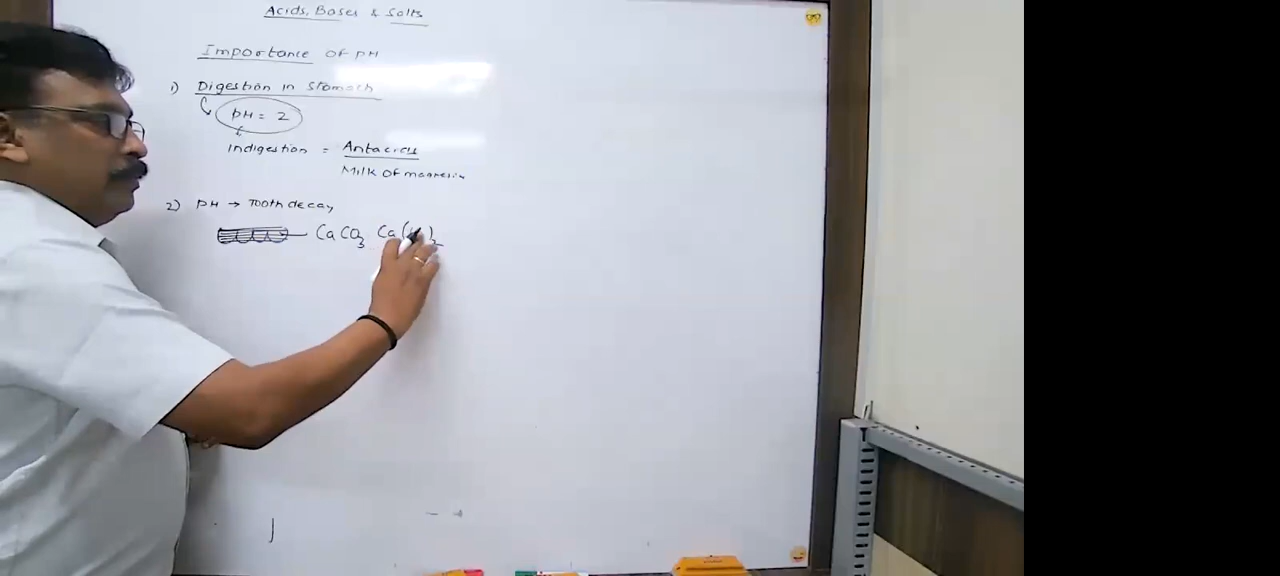 Acids, Bases & Salts
Importance of pH
1) Digestion in stomach
pH = 2
Indigestion = Antacids
Milk of magnesia
2) PH → Tooth decay
CaCO3 Ca( )2